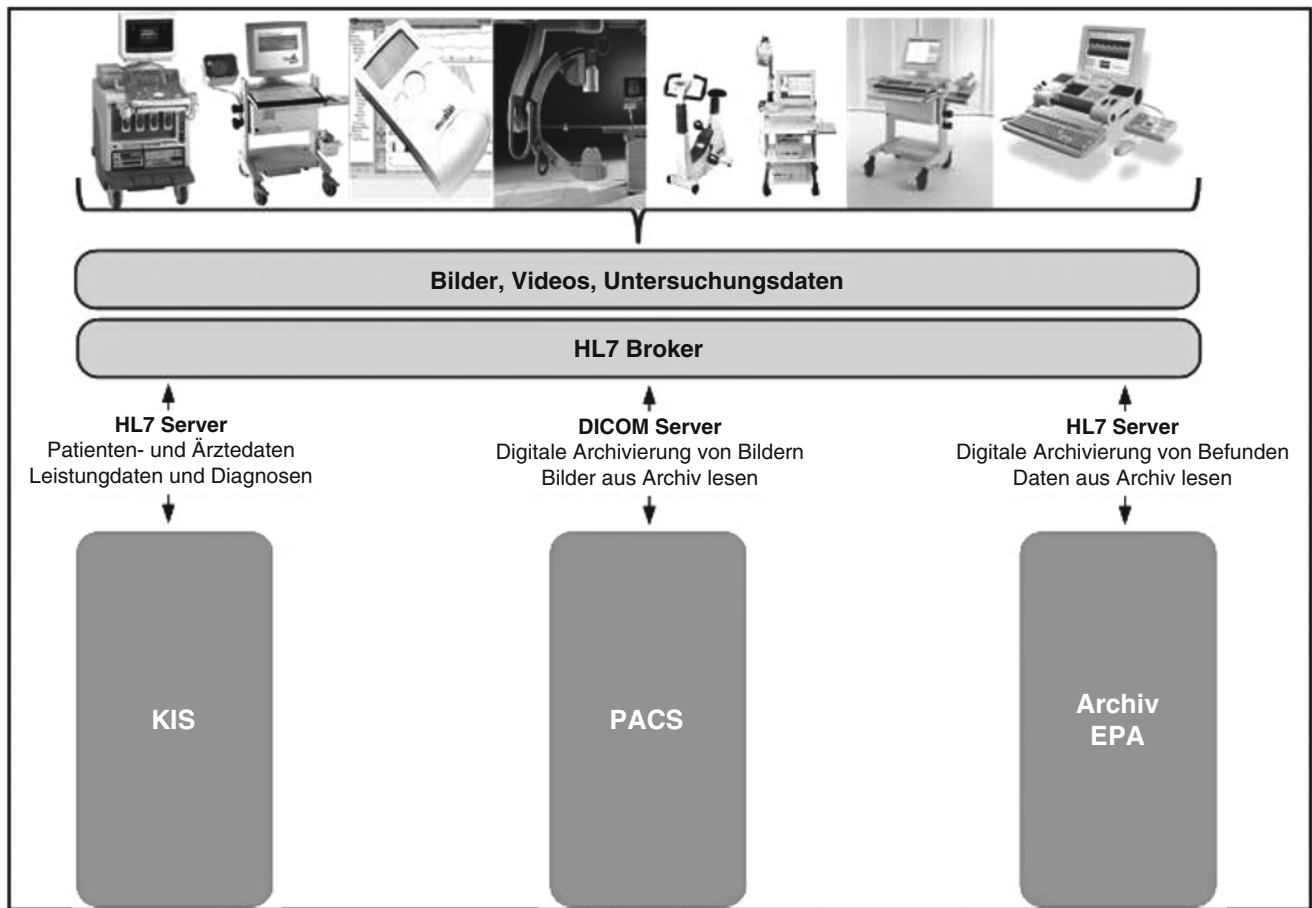 Bilder, Videos, Untersuchungsdaten
HL7 Broker
HL7 Server
Patienten- und Ärztedaten
Leistungdaten und Diagnosen
DICOM Server
Digitale Archivierung von Bildern
Bilder aus Archiv lesen
HL7 Server
Digitale Archivierung von Befunden
Daten aus Archiv lesen
KIS
PACS
Archiv
EPA